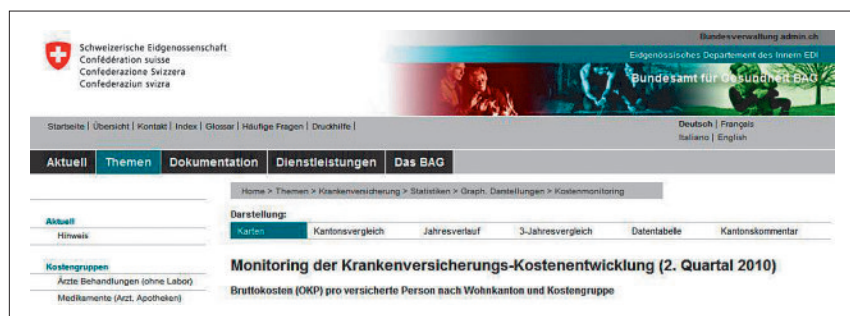 Bundesverwaltung admin.ch
Schweizerische Eidgenossenschaft
Confédération suisse
Confederazione Svizzera
Confederaziun svizra
Eidgenössisches Departement des Innern EDI
Bundesamt für Gesundheit BAG
Startseite | Übersicht | Kontakt | Index | Glossar | Häufige Fragen | Druckhilfe |
Deutsch | Français
Italiano | English
Aktuell Themen Dokumentation Dienstleistungen Das BAG
Home > Themen > Krankenversicherung > Statistiken > Graph. Darstellungen > Kostenmonitoring
Aktuell
Hinweis
Kostengruppen
Ärzte Behandlungen (ohne Labor)
Medikamente (Arzt, Apotheken)
Darstellung:
Karten Kantonsvergleich Jahresverlauf 3-Jahresvergleich Datentabelle Kantonskommentar
Monitoring der Krankenversicherungs-Kostenentwicklung (2. Quartal 2010)
Bruttokosten (OKP) pro versicherte Person nach Wohnkanton und Kostengruppe